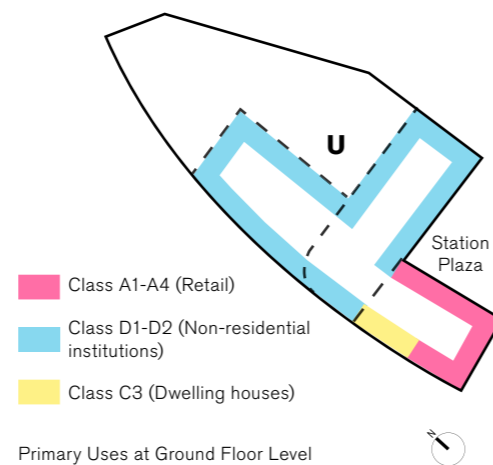 U
Station
Plaza
Class A1-A4 (Retail)
Class D1-D2 (Non-residential
institutions)
Class C3 (Dwelling houses)
Primary Uses at Ground Floor Level
N